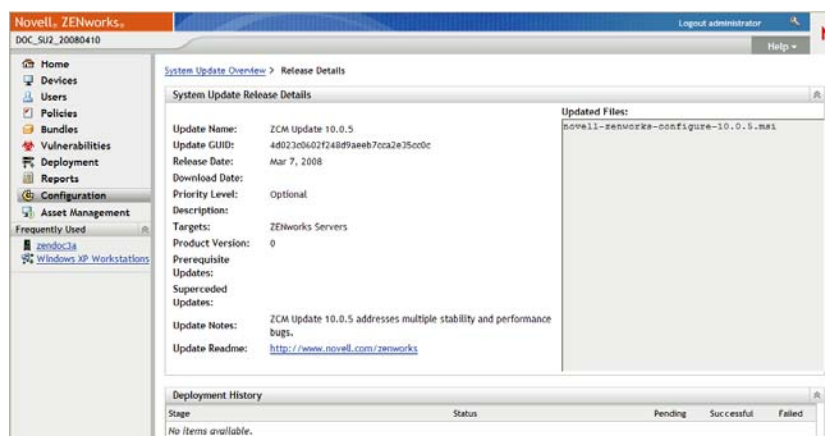 Novell® ZENworks®
Logout administrator
DOC_SU2_20080410
Help
Home
Devices
Users
Policies
Bundles
Vulnerabilities
Deployment
Reports
Configuration
Asset Management
Frequently Used
zendoc3a
Windows XP Workstations
System Update Overview > Release Details
System Update Release Details
Update Name: ZCM Update 10.0.5
Update GUID: 4d023c0602f248d9aeeb7cca2e35cc0c
Release Date: Mar 7, 2008
Download Date:
Priority Level: Optional
Description:
Targets: ZENworks Servers
Product Version: 0
Prerequisite
Updates:
Superceded
Updates:
Update Notes: ZCM Update 10.0.5 addresses multiple stability and performance
bugs.
Update Readme: http://www.novell.com/zenworks
Updated Files:
novell-zenworks-configure-10.0.5.msi
Deployment History
Stage Status Pending Successful Failed
No items available.